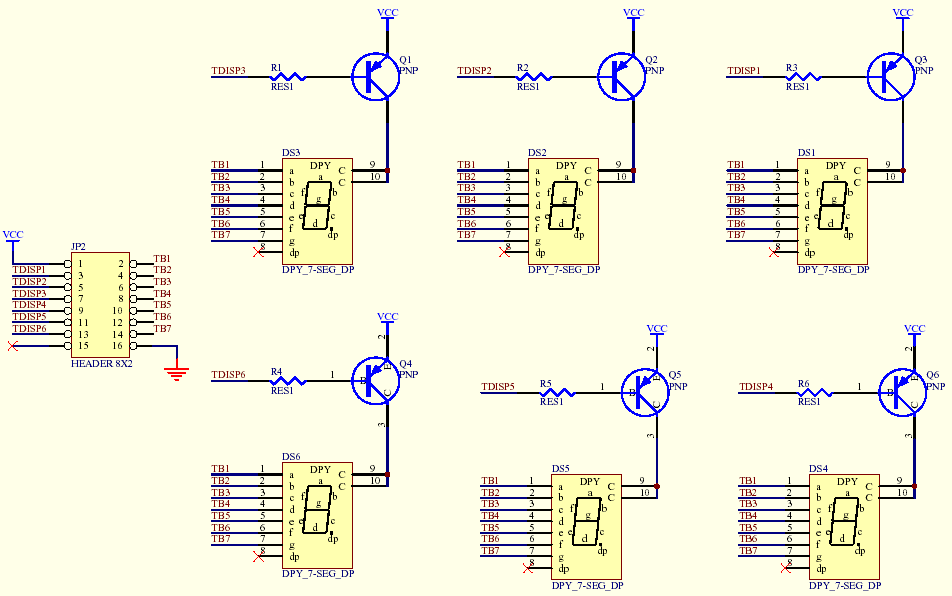 VCC
VCC
VCC
TDISP3
R1
RES1
Q1
PNP
TDISP2
R2
RES1
Q2
PNP
TDISP1
R3
RES1
Q3
PNP
DS3
TB1 1 a DPY C 9
TB2 2 b a C 10
TB3 3 c f b
TB4 4 d g
TB5 5 e e c
TB6 6 f d
TB7 7 g dp
8 dp
DPY_7-SEG_DP
DS2
TB1 1 a DPY C 9
TB2 2 b a C 10
TB3 3 c f b
TB4 4 d g
TB5 5 e e c
TB6 6 f d
TB7 7 g dp
8 dp
DPY_7-SEG_DP
DS1
TB1 1 a DPY C 9
TB2 2 b a C 10
TB3 3 c f b
TB4 4 d g
TB5 5 e e c
TB6 6 f d
TB7 7 g dp
8 dp
DPY_7-SEG_DP
VCC
JP2
1 2 TB1
TDISP1 3 4 TB2
TDISP2 5 6 TB3
TDISP3 7 8 TB4
TDISP4 9 10 TB5
TDISP5 11 12 TB6
TDISP6 13 14 TB7
15 16
HEADER 8X2
VCC
VCC
VCC
TDISP6
R4
RES1
1
2
B
E
C
3
Q4
PNP
TDISP5
R5
RES1
1
2
B
E
C
3
Q5
PNP
TDISP4
R6
RES1
1
2
B
E
C
3
Q6
PNP
DS6
TB1 1 a DPY C 9
TB2 2 b a C 10
TB3 3 c f b
TB4 4 d g
TB5 5 e e c
TB6 6 f d
TB7 7 g dp
8 dp
DPY_7-SEG_DP
DS5
TB1 1 a DPY C 9
TB2 2 b a C 10
TB3 3 c f b
TB4 4 d g
TB5 5 e e c
TB6 6 f d
TB7 7 g dp
8 dp
DPY_7-SEG_DP
DS4
TB1 1 a DPY C 9
TB2 2 b a C 10
TB3 3 c f b
TB4 4 d g
TB5 5 e e c
TB6 6 f d
TB7 7 g dp
8 dp
DPY_7-SEG_DP